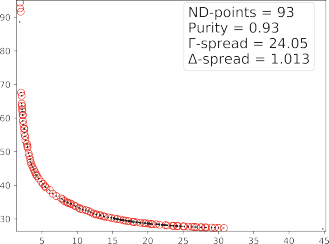 ND-points = 93
Purity = 0.93
Γ-spread = 24.05
Δ-spread = 1.013
90
80
70
60
50
40
30
5 10 15 20 25 30 35 40 45